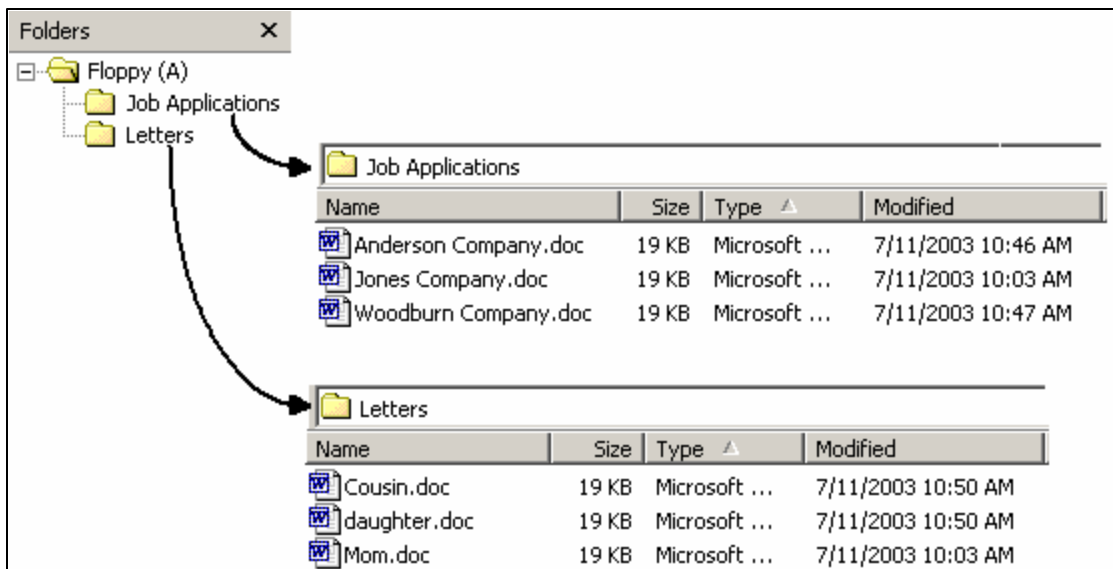 Folders
Floppy (A)
Job Applications
Letters
Job Applications
Name Size Type Modified
Anderson Company.doc 19 KB Microsoft ... 7/11/2003 10:46 AM
Jones Company.doc 19 KB Microsoft ... 7/11/2003 10:03 AM
Woodburn Company.doc 19 KB Microsoft ... 7/11/2003 10:47 AM
Letters
Name Size Type Modified
Cousin.doc 19 KB Microsoft ... 7/11/2003 10:50 AM
daughter.doc 19 KB Microsoft ... 7/11/2003 10:50 AM
Mom.doc 19 KB Microsoft ... 7/11/2003 10:03 AM